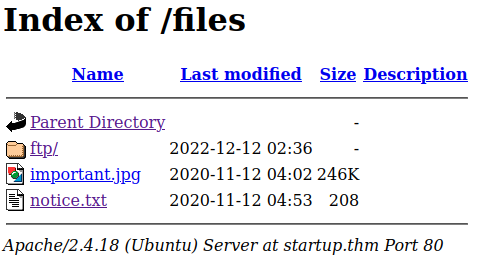 Index of /files
Name Last modified Size Description
Parent Directory -
ftp/ 2022-12-12 02:36 -
important.jpg 2020-11-12 04:02 246K
notice.txt 2020-11-12 04:53 208
Apache/2.4.18 (Ubuntu) Server at startup.thm Port 80